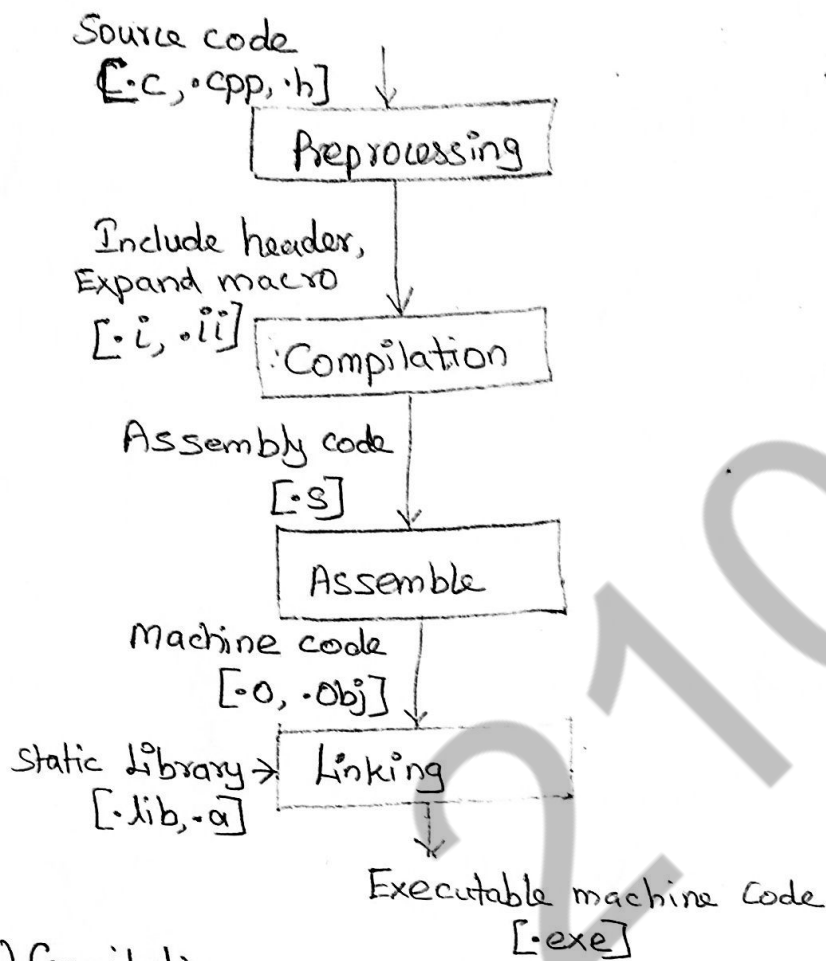 Source code
[.c, .cpp, .h]
Preprocessing
Include header,
Expand macro
[.i, .ii]
Compilation
Assembly code
[.s]
Assemble
Machine code
[.o, .obj]
Static Library → Linking
[.lib, .a]
Executable machine code
[.exe]
210